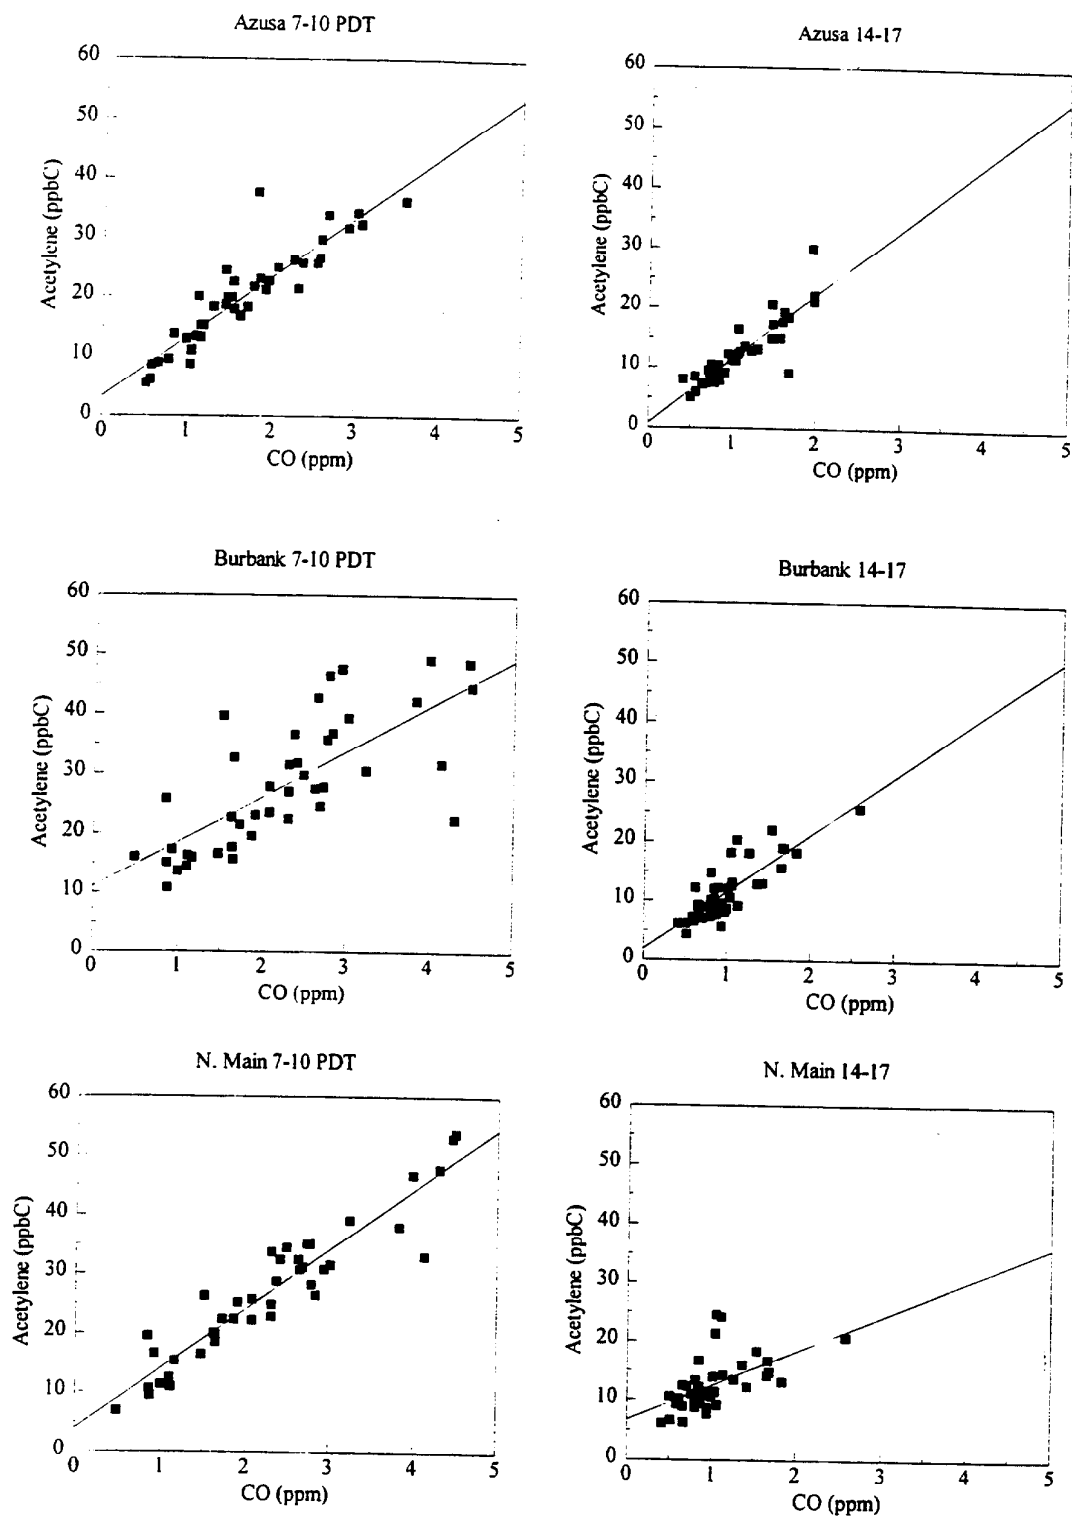 Azusa 7-10 PDT
60
50
40
30
20
10
0
Acetylene (ppbC)
0 1 2 3 4 5
CO (ppm)
Azusa 14-17
60
50
40
30
20
10
0
Acetylene (ppbC)
0 1 2 3 4 5
CO (ppm)
Burbank 7-10 PDT
60
50
40
30
20
10
0
Acetylene (ppbC)
0 1 2 3 4 5
CO (ppm)
Burbank 14-17
60
50
40
30
20
10
0
Acetylene (ppbC)
0 1 2 3 4 5
CO (ppm)
N. Main 7-10 PDT
60
50
40
30
20
10
0
Acetylene (ppbC)
0 1 2 3 4 5
CO (ppm)
N. Main 14-17
60
50
40
30
20
10
0
Acetylene (ppbC)
0 1 2 3 4 5
CO (ppm)